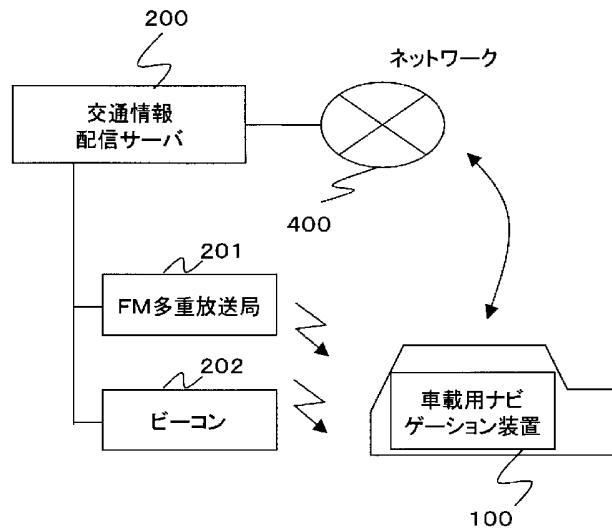 200
ネットワーク
交通情報
配信サーバ
400
201
FM多重放送局
202
ビーコン
車載用ナビ
ゲーション装置
100